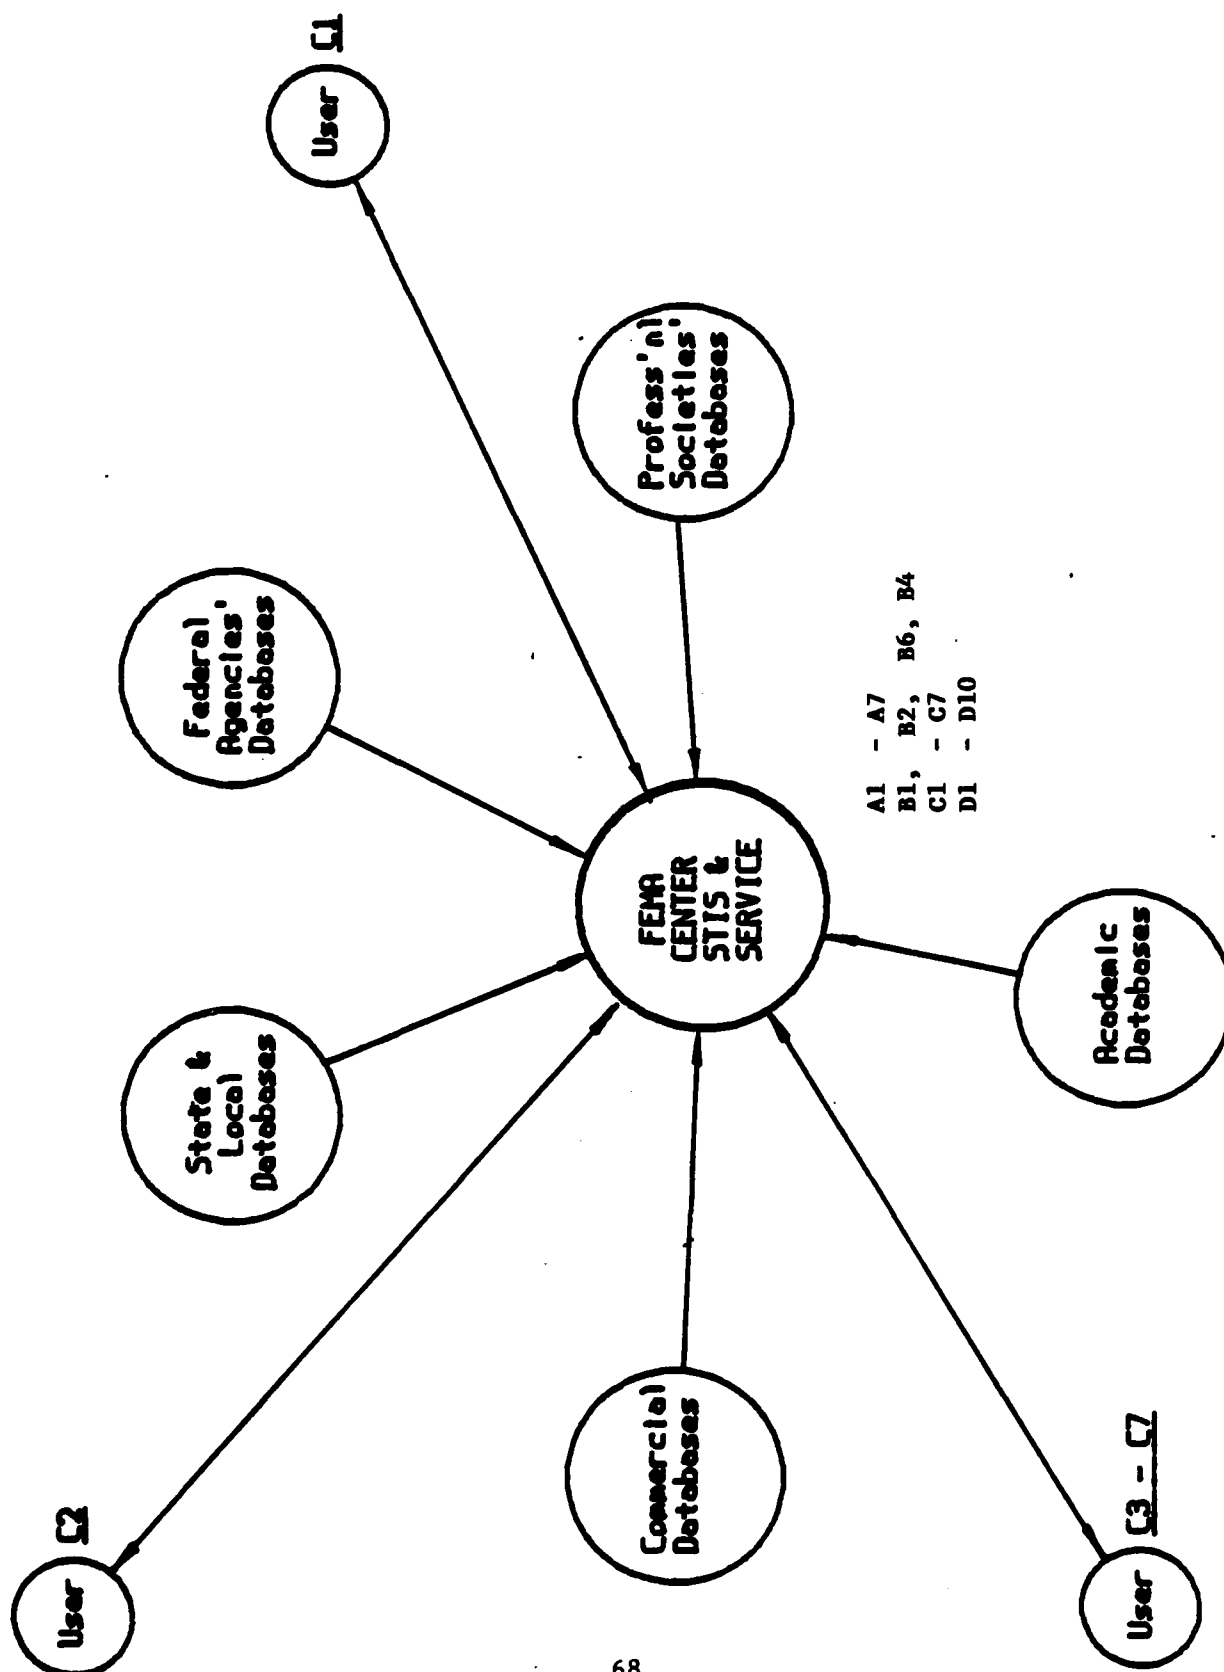 User C2
State &
Local
Databases
Federal
Agencies'
Databases
User C1
Commercial
Databases
FEMA
CENTER
STIS &
SERVICE
Profess'nl
Societies'
Databases
A1 - A7
B1, B2, B6, B4
C1 - C7
D1 - D10
User C3 - C7
Academic
Databases
68